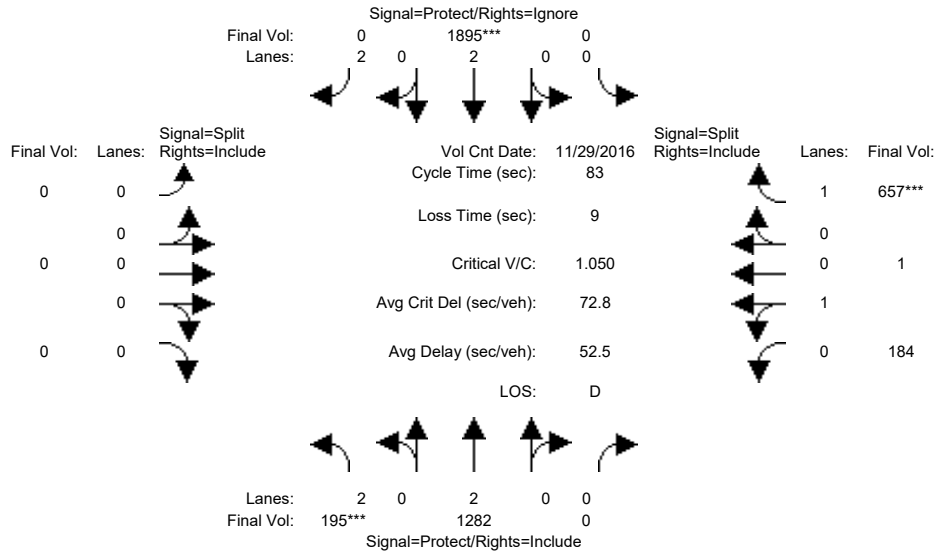 Signal=Protect/Rights=Ignore
Final Vol: 0 1895*** 0
Lanes: 2 0 2 0 0
Signal=Split Signal=Split
Final Vol: Lanes: Rights=Include Vol Cnt Date: 11/29/2016 Rights=Include Lanes: Final Vol:
Cycle Time (sec): 83
0 0 1 657***
Loss Time (sec): 9
0 0
0 0 Critical V/C: 1.050 0 1
0 Avg Crit Del (sec/veh): 72.8 1
0 0 Avg Delay (sec/veh): 52.5 0 184
LOS: D
Lanes: 2 0 2 0 0
Final Vol: 195*** 1282 0
Signal=Protect/Rights=Include